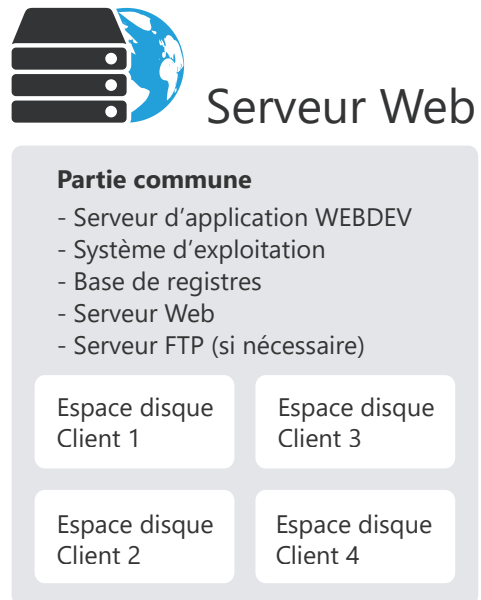 Serveur Web
Partie commune
- Serveur d’application WEBDEV
- Système d’exploitation
- Base de registres
- Serveur Web
- Serveur FTP (si nécessaire)
Espace disque
Client 1
Espace disque
Client 3
Espace disque
Client 2
Espace disque
Client 4